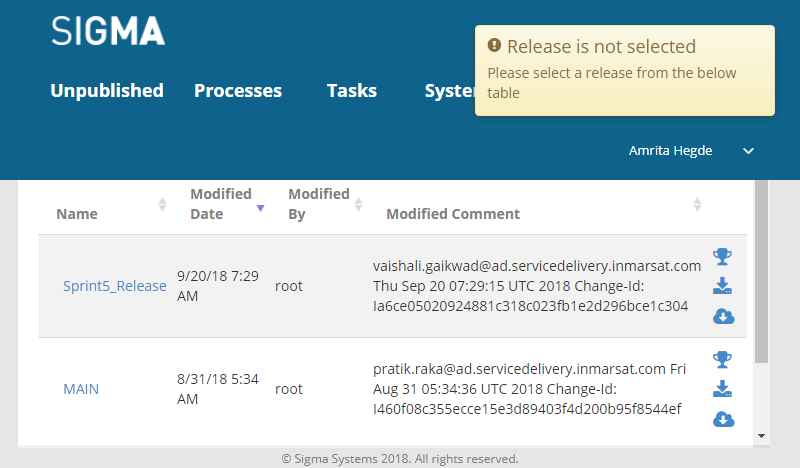 SIGMA
Release is not selected
Please select a release from the below
table
Unpublished Processes Tasks
Amrita Hegde
Name Modified Date Modified By Modified Comment
Sprint5_Release 9/20/18 7:29 AM root vaishali.gaikwad@ad.servicedelivery.inmarsat.com
Thu Sep 20 07:29:15 UTC 2018 Change-Id:
Ia6ce05020924881c318c023fb1e2d296bce1c304
MAIN 8/31/18 5:34 AM root pratik.raka@ad.servicedelivery.inmarsat.com Fri
Aug 31 05:34:36 UTC 2018 Change-Id:
I460f08c355ecce15e3d89403f4d200b95f8544ef
© Sigma Systems 2018. All rights reserved.